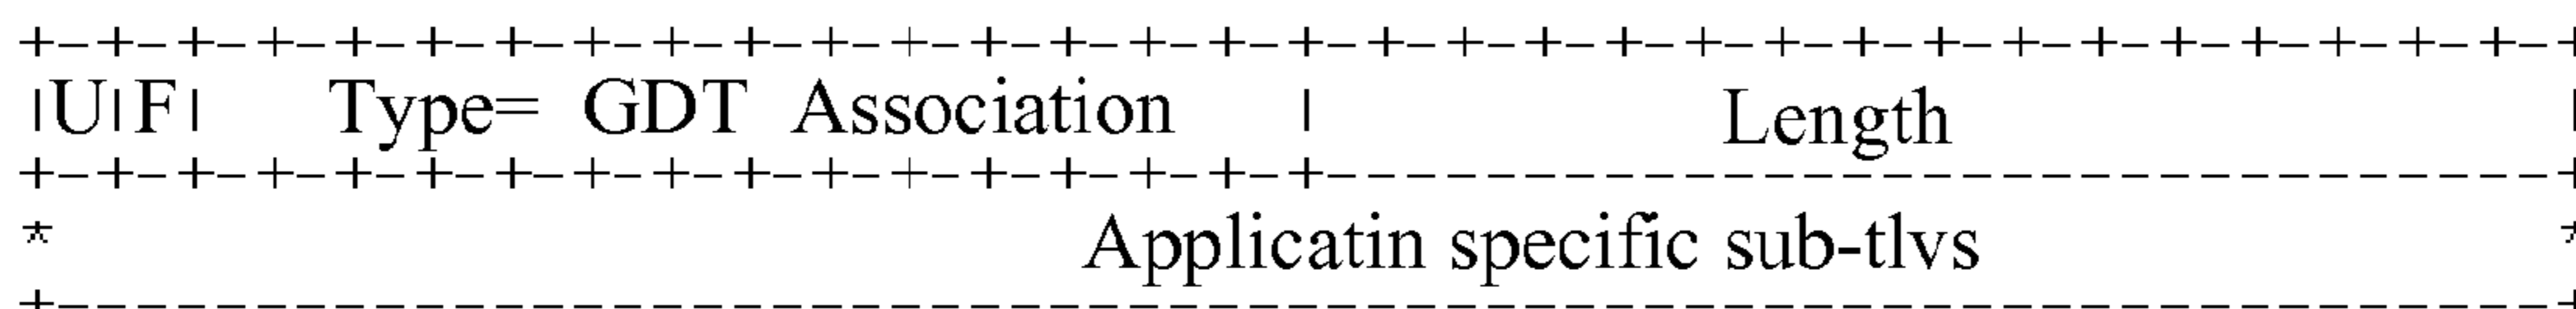 +-+-+-+-+-+-+-+-+-+-+-+-+-+-+-+-+-+-+-+-+-+-+-+-+-+-+-+-+-+-+-+-+
|U|F| Type= GDT Association | Length |
+-+-+-+-+-+-+-+-+-+-+-+-+-+-+-+-+-------------------------------+
* Applicatin specific sub-tlvs *
+---------------------------------------------------------------+